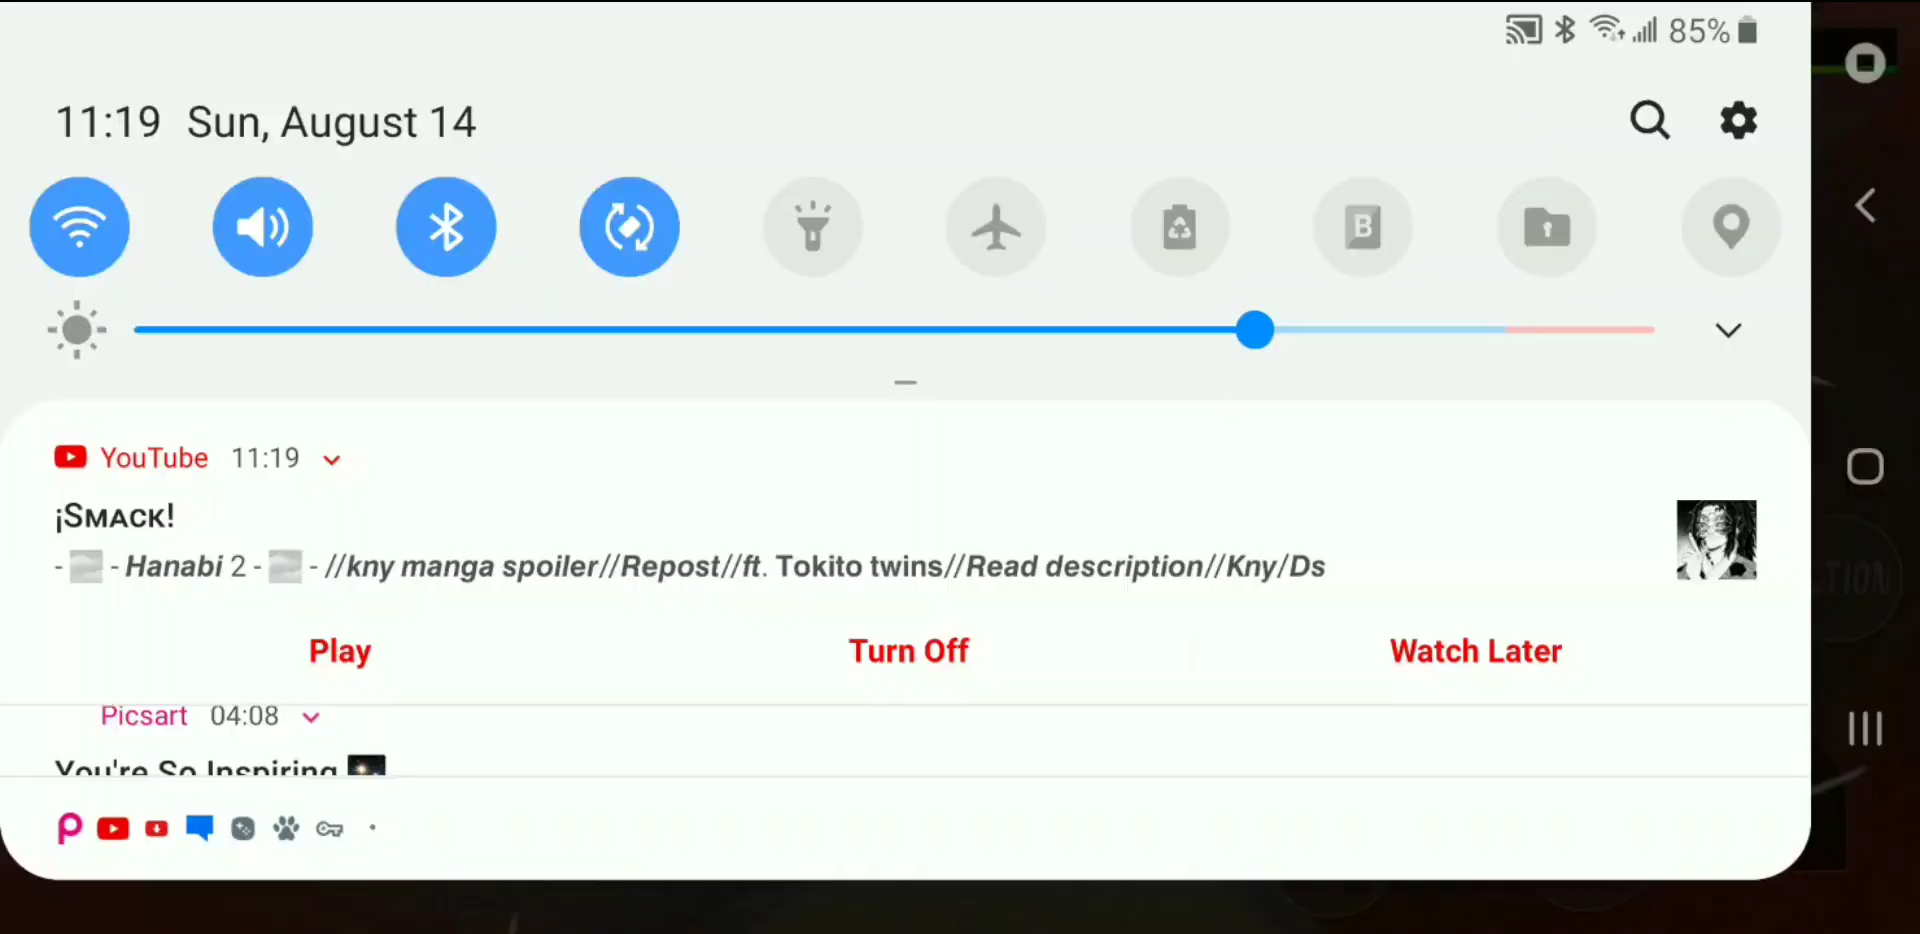 85%
11:19 Sun, August 14
B
YouTube 11:19
¡Sᴍᴀᴄᴋ!
- - Hanabi 2 - - //kny manga spoiler//Repost//ft. Tokito twins//Read description//Kny/Ds
Play Turn Off Watch Later
Picsart 04:08
You're So Inspiring